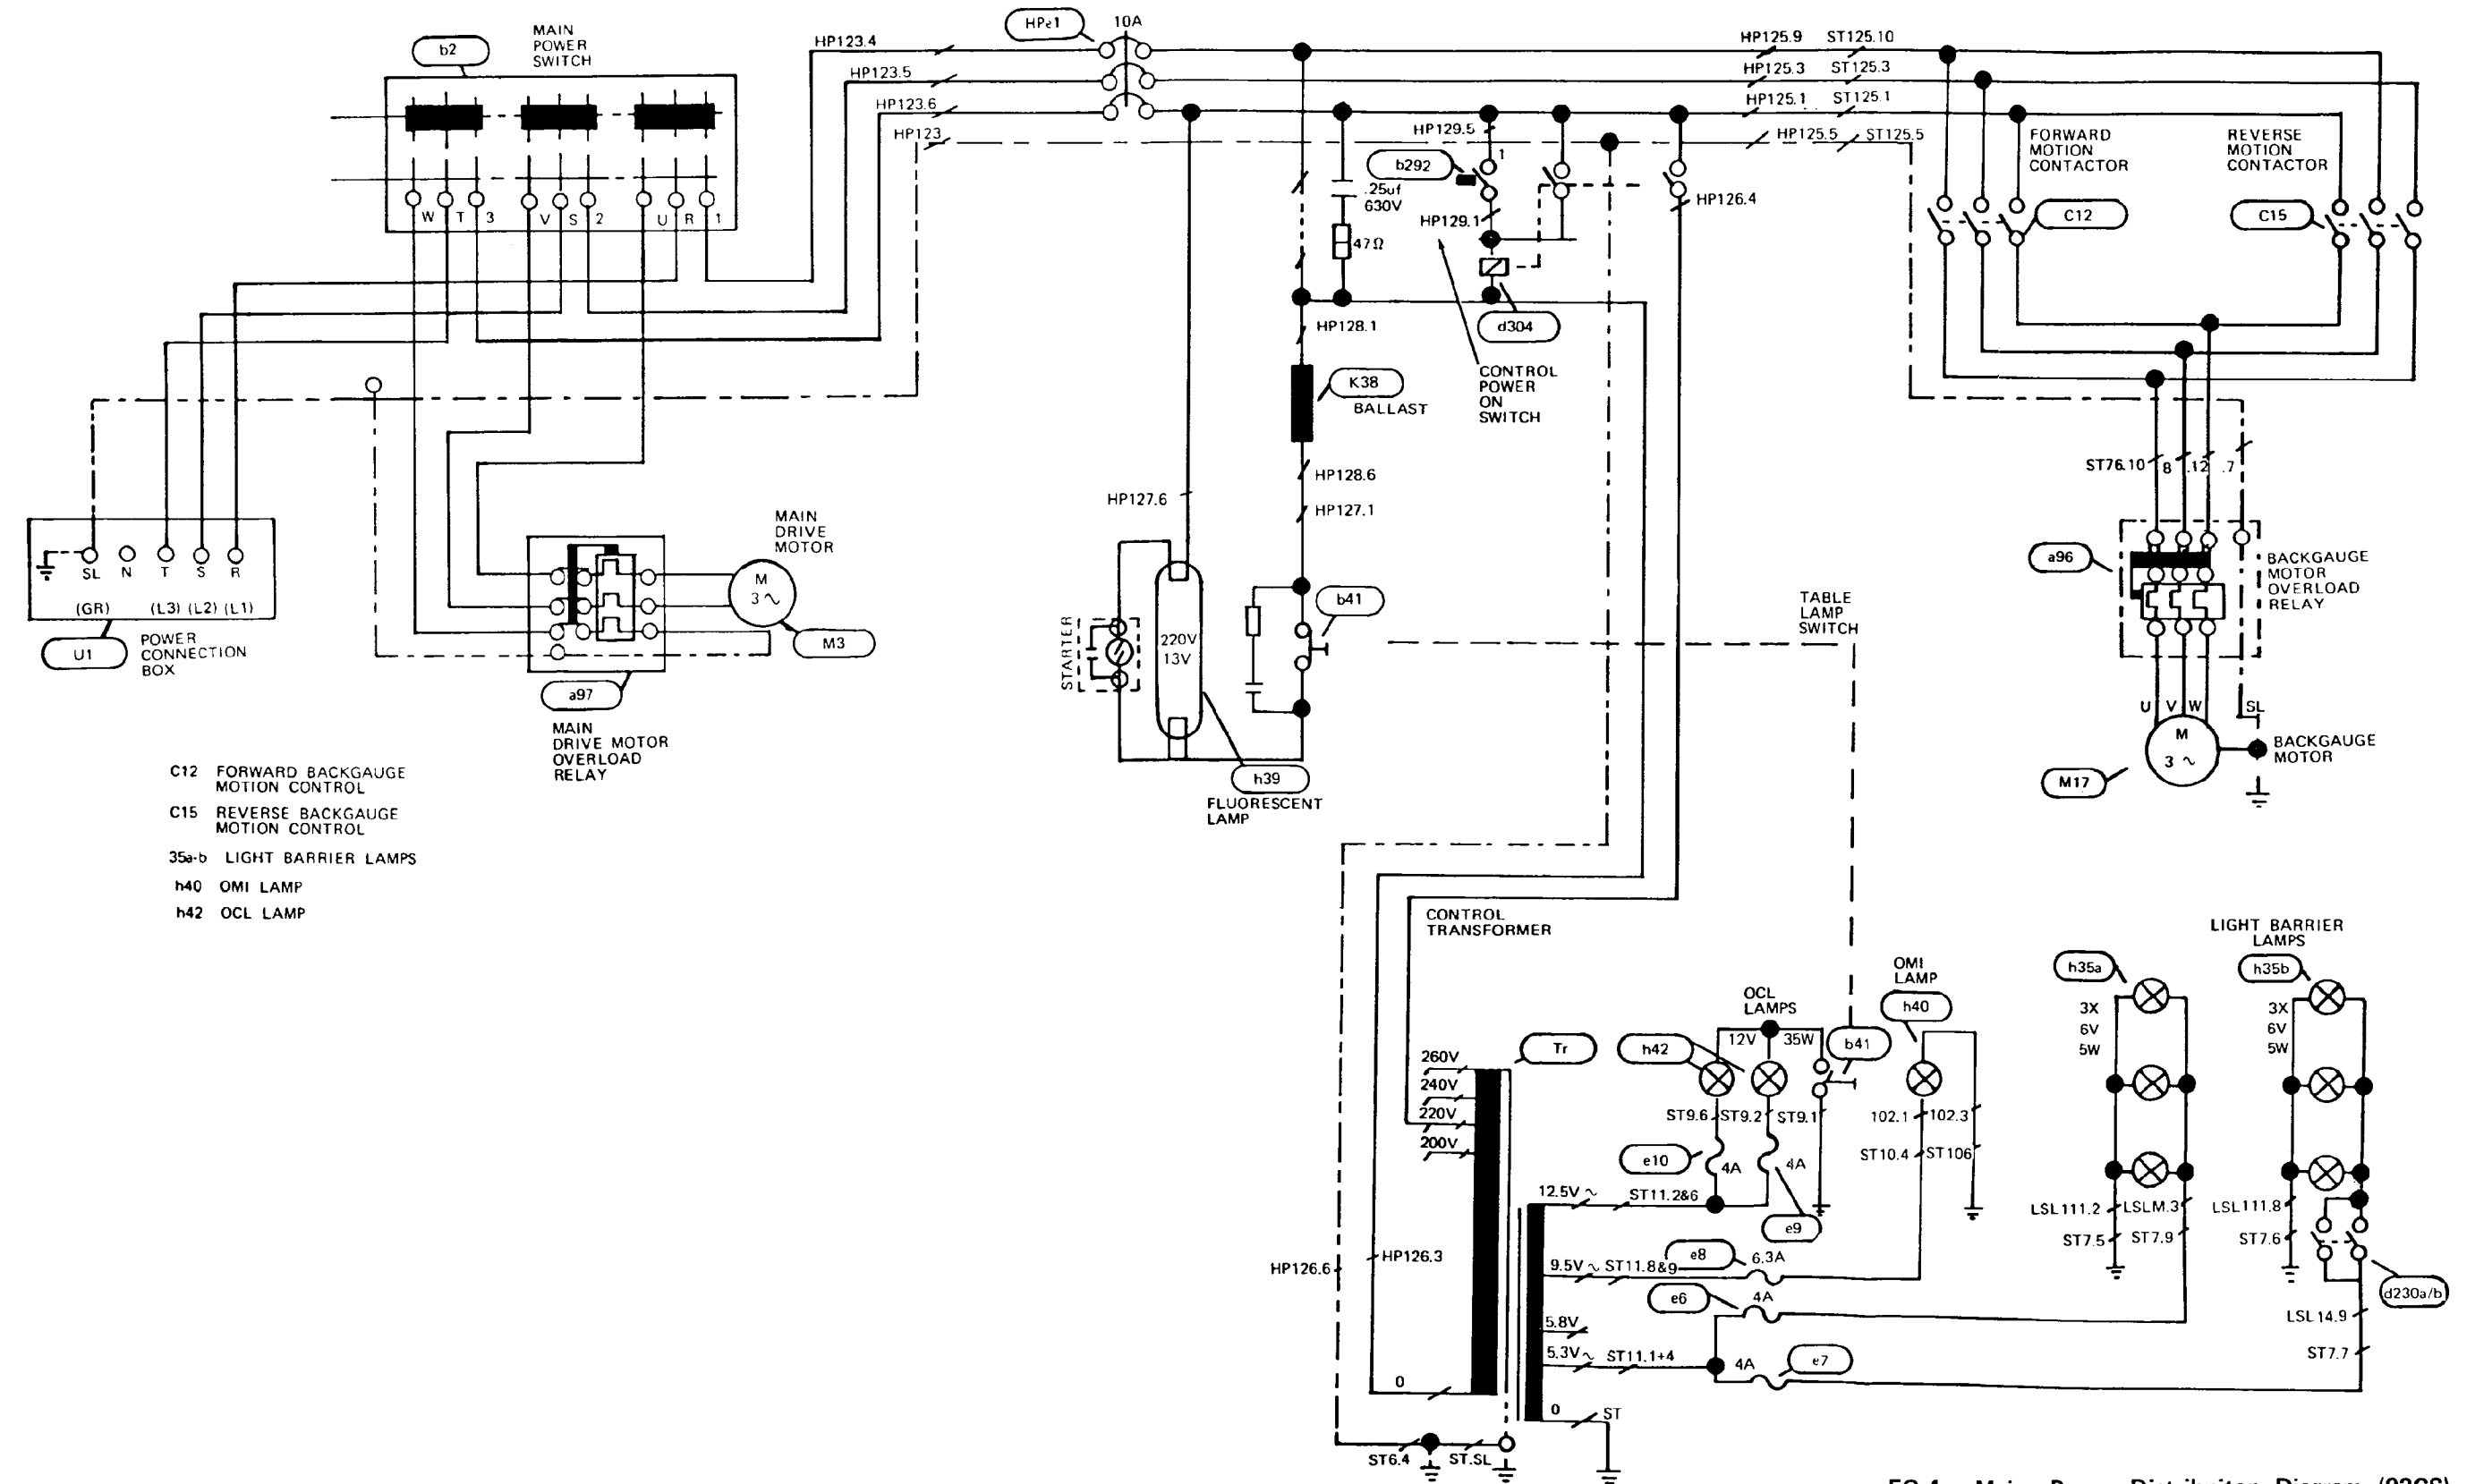 b2
MAIN
POWER
SWITCH
W T 3 V S 2 U R 1
HP123.4
HP123.5
HP123.6
HP123
HPe1
10A
HP125.9 ST125.10
HP125.3 ST125.3
HP125.1 ST125.1
HP125.5 ST125.5
HP129.5
b292
1
HP129.1
.25uf
630V
47Ω
HP126.4
d304
CONTROL
POWER
ON
SWITCH
HP128.1
K38
BALLAST
HP128.6
HP127.1
HP127.6
FORWARD
MOTION
CONTACTOR
C12
REVERSE
MOTION
CONTACTOR
C15
ST76.10 8 .12 .7
a96
BACKGAUGE
MOTOR
OVERLOAD
RELAY
U V W SL
M
3 ~
BACKGAUGE
MOTOR
M17
SL N T S R
(GR) (L3) (L2) (L1)
U1
POWER
CONNECTION
BOX
MAIN
DRIVE
MOTOR
M
3 ~
M3
a97
MAIN
DRIVE MOTOR
OVERLOAD
RELAY
STARTER
220V
13V
b41
h39
FLUORESCENT
LAMP
TABLE
LAMP
SWITCH
C12 FORWARD BACKGAUGE
MOTION CONTROL
C15 REVERSE BACKGAUGE
MOTION CONTROL
35a-b LIGHT BARRIER LAMPS
h40 OMI LAMP
h42 OCL LAMP
CONTROL
TRANSFORMER
Tr
260V
240V
220V
200V
0
HP126.6
HP126.3
ST6.4 ST.SL
OCL
LAMPS
12V 35W
h42
b41
OMI
LAMP
h40
ST9.6 ST9.2 ST9.1
e10
4A 4A
e9
102.1 102.3
ST10.4 ST106
12.5V ~ ST11.2&6
9.5V ~ ST11.8&9
e8
6.3A
e6
4A
5.8V
5.3V ~ ST11.1+4
4A
e7
0 ST
LIGHT BARRIER
LAMPS
h35a
3X
6V
5W
h35b
3X
6V
5W
LSL111.2 LSLM.3
ST7.5 ST7.9
LSL111.8
ST7.6
d230a/b
LSL14.9
ST7.7